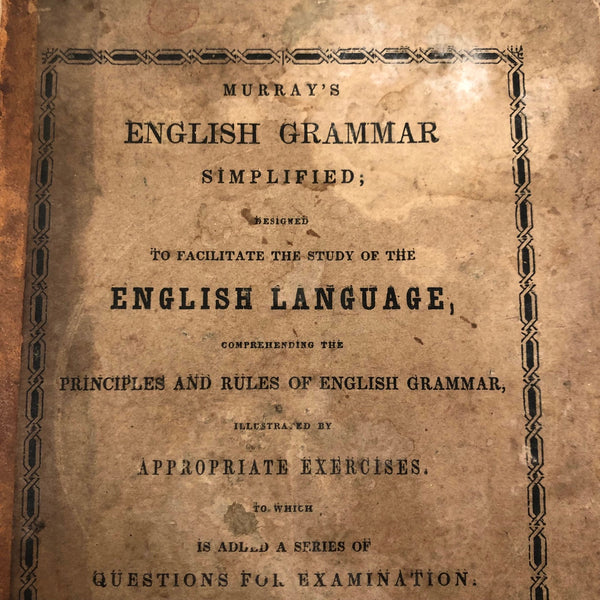 MURRAY'S
ENGLISH GRAMMAR
SIMPLIFIED;
DESIGNED
TO FACILITATE THE STUDY OF THE
ENGLISH LANGUAGE,
COMPREHENDING THE
PRINCIPLES AND RULES OF ENGLISH GRAMMAR,
ILLUSTRATED BY
APPROPRIATE EXERCISES.
TO WHICH
IS ADDED A SERIES OF
QUESTIONS FOR EXAMINATION.